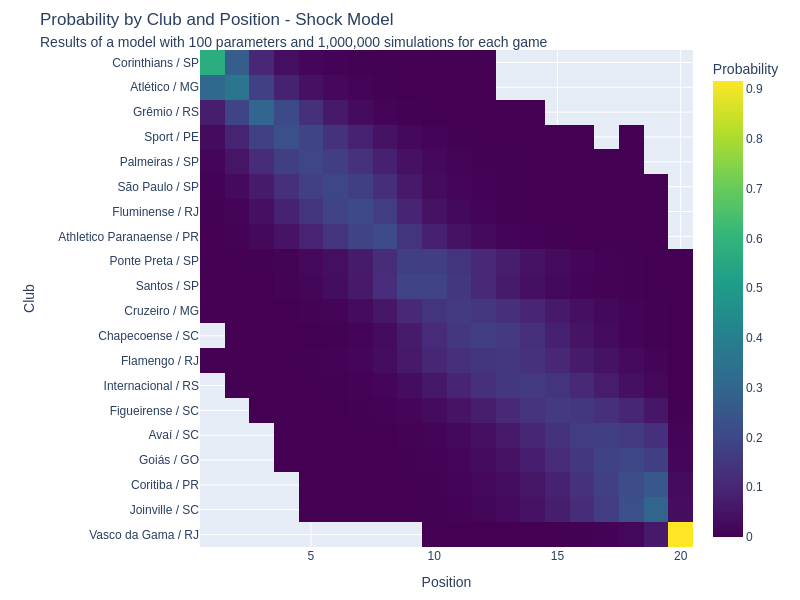 Probability by Club and Position - Shock Model
Results of a model with 100 parameters and 1,000,000 simulations for each game
Probability
Corinthians / SP
Atlético / MG
Grêmio / RS
Sport / PE
Palmeiras / SP
São Paulo / SP
Fluminense / RJ
Athletico Paranaense / PR
Ponte Preta / SP
Santos / SP
Cruzeiro / MG
Chapecoense / SC
Flamengo / RJ
Internacional / RS
Figueirense / SC
Avaí / SC
Goiás / GO
Coritiba / PR
Joinville / SC
Vasco da Gama / RJ
Club
5
10
15
20
Position
0.9
0.8
0.7
0.6
0.5
0.4
0.3
0.2
0.1
0